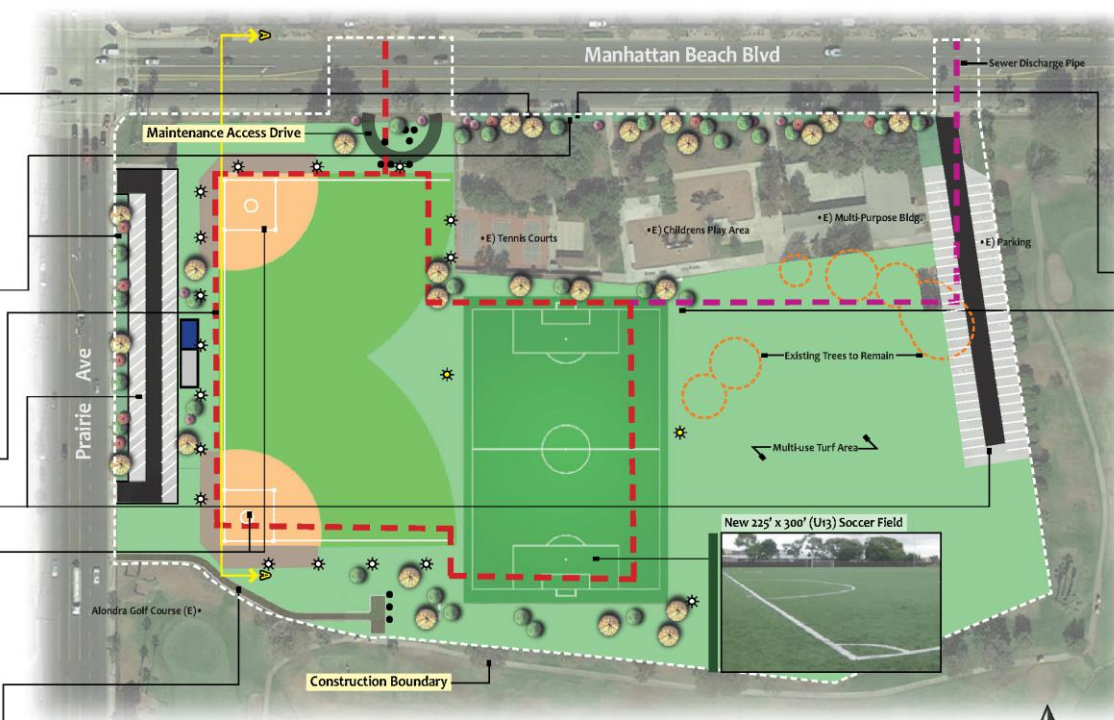 A
Manhattan Beach Blvd
Sewer Discharge Pipe
Maintenance Access Drive
E) Multi-Purpose Bldg.
E) Childrens Play Area
E) Tennis Courts
E) Parking
Prairie Ave
Existing Trees to Remain
Multi-use Turf Area
New 225' x 300' (U13) Soccer Field
A
Alondra Golf Course (E)
Construction Boundary